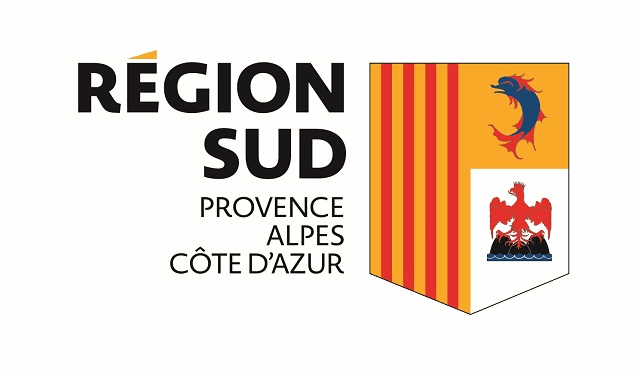 RÉGION
SUD
PROVENCE
ALPES
CÔTE D'AZUR